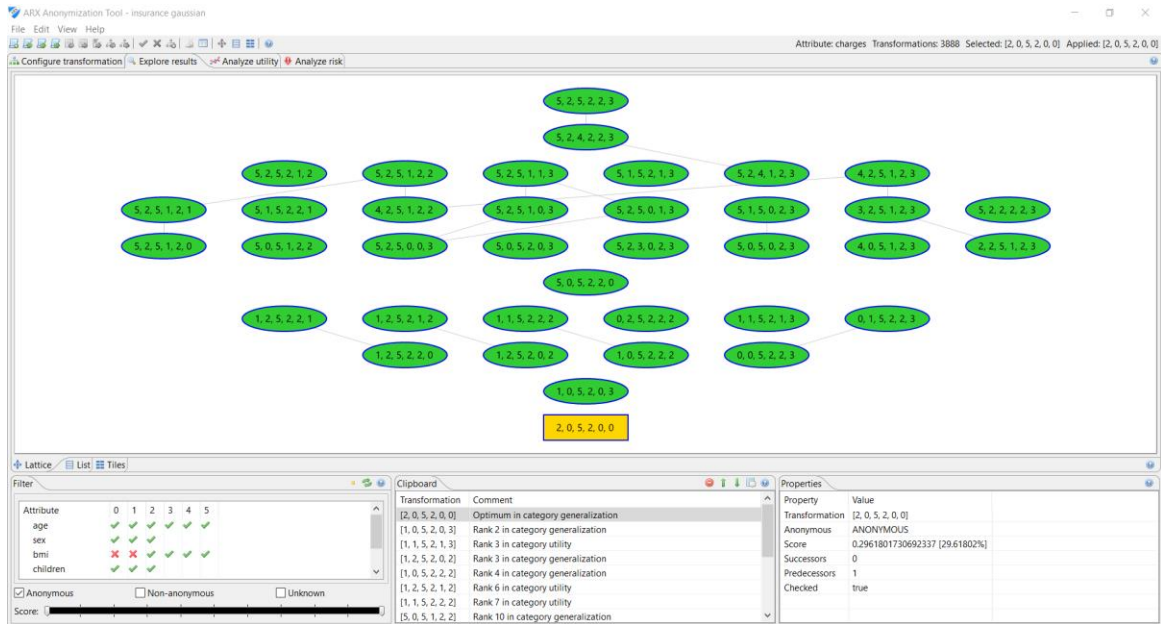 ARX Anonymization Tool - insurance gaussian
File Edit View Help
Attribute: charges Transformations: 3888 Selected: [2, 0, 5, 2, 0, 0] Applied: [2, 0, 5, 2, 0, 0]
Configure transformation Explore results Analyze utility Analyze risk
5, 2, 5, 2, 2, 3
5, 2, 4, 2, 2, 3
5, 2, 5, 2, 1, 2 5, 2, 5, 1, 2, 2 5, 2, 5, 1, 1, 3 5, 1, 5, 2, 1, 3 5, 2, 4, 1, 2, 3 4, 2, 5, 1, 2, 3
5, 2, 5, 1, 2, 1 5, 1, 5, 2, 2, 1 4, 2, 5, 1, 2, 2 5, 2, 5, 1, 0, 3 5, 2, 5, 0, 1, 3 5, 1, 5, 0, 2, 3 3, 2, 5, 1, 2, 3 5, 2, 2, 2, 2, 3
5, 2, 5, 1, 2, 0 5, 0, 5, 1, 2, 2 5, 2, 5, 0, 0, 3 5, 0, 5, 2, 0, 3 5, 2, 3, 0, 2, 3 5, 0, 5, 0, 2, 3 4, 0, 5, 1, 2, 3 2, 2, 5, 1, 2, 3
5, 0, 5, 2, 2, 0
1, 2, 5, 2, 2, 1 1, 2, 5, 2, 1, 2 1, 1, 5, 2, 2, 2 0, 2, 5, 2, 2, 2 1, 1, 5, 2, 1, 3 0, 1, 5, 2, 2, 3
1, 2, 5, 2, 2, 0 1, 2, 5, 2, 0, 2 1, 0, 5, 2, 2, 2 0, 0, 5, 2, 2, 3
1, 0, 5, 2, 0, 3
2, 0, 5, 2, 0, 0
Lattice List Tiles
Filter Clipboard Properties
Transformation Comment Property Value
Attribute 0 1 2 3 4 5 [2, 0, 5, 2, 0, 0] Optimum in category generalization Transformation [2, 0, 5, 2, 0, 0]
age [1, 0, 5, 2, 0, 3] Rank 2 in category generalization Anonymous ANONYMOUS
sex [1, 1, 5, 2, 1, 3] Rank 3 in category utility Score 0.2961801730692337 [29.61802%]
bmi [1, 2, 5, 2, 0, 2] Rank 3 in category generalization Successors 0
children [1, 0, 5, 2, 2, 2] Rank 4 in category generalization Predecessors 1
Anonymous Non-anonymous Unknown [1, 2, 5, 2, 1, 2] Rank 6 in category utility Checked true
Score: [1, 1, 5, 2, 2, 2] Rank 7 in category utility
[5, 0, 5, 1, 2, 2] Rank 10 in category generalization